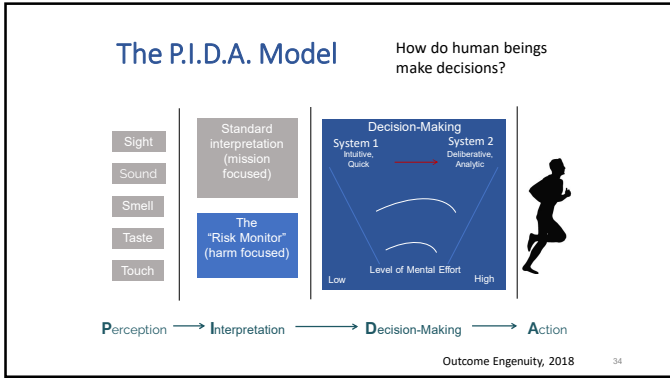 The P.I.D.A. Model
How do human beings
make decisions?
Sight
Sound
Smell
Taste
Touch
Standard
interpretation
(mission
focused)
The
"Risk Monitor"
(harm focused)
Decision-Making
System 1
Intuitive,
Quick
System 2
Deliberative,
Analytic
Level of Mental Effort
Low
High
Perception
Interpretation
Decision-Making
Action
Outcome Engenuity, 2018
34